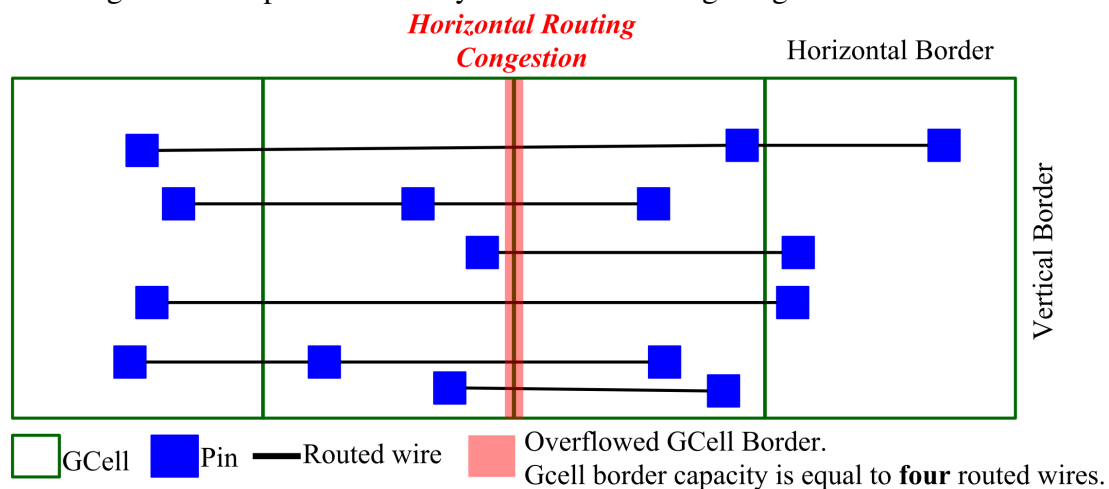 Horizontal Routing
Congestion
Horizontal Border
Vertical Border
GCell
Pin
Routed wire
Overflowed GCell Border.
Gcell border capacity is equal to four routed wires.